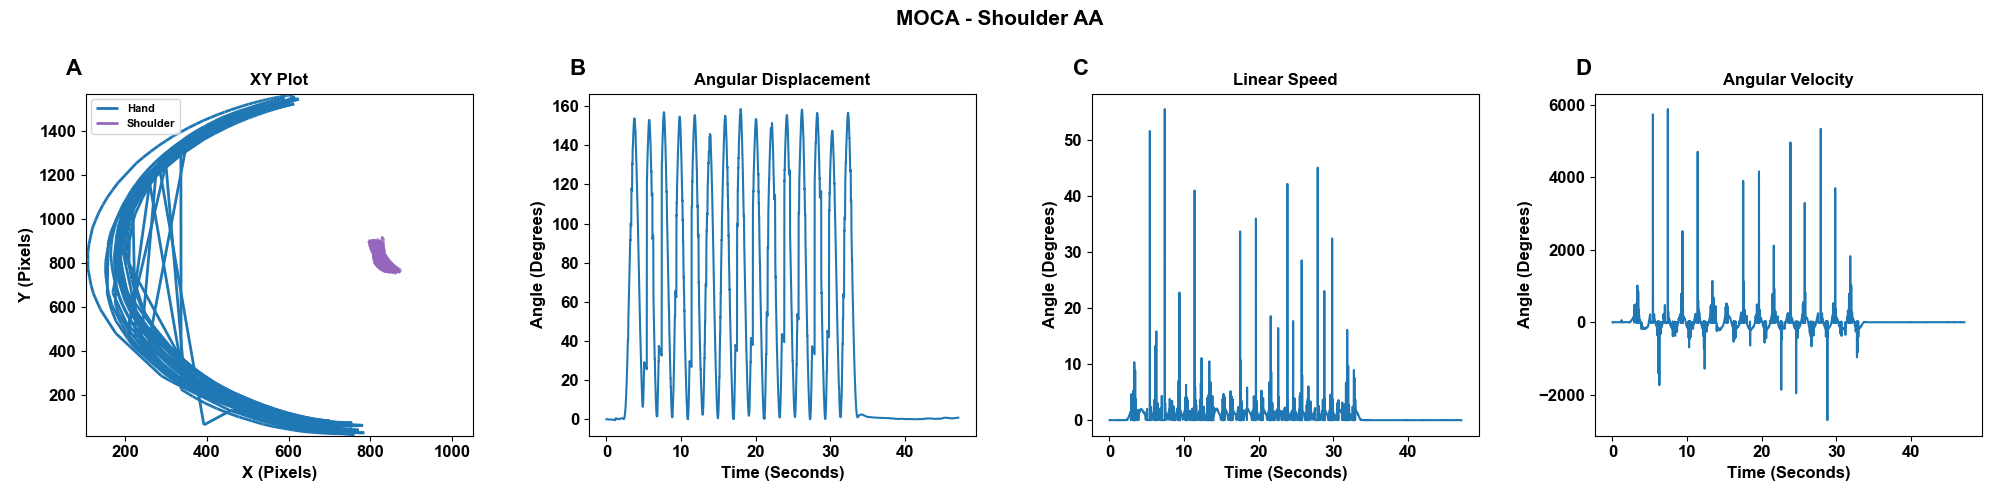 MOCA - Shoulder AA
A
XY Plot
Hand
Shoulder
1400
1200
1000
800
600
400
200
Y (Pixels)
200
400
600
800
1000
X (Pixels)
B
Angular Displacement
160
140
120
100
80
60
40
20
0
Angle (Degrees)
0
10
20
30
40
Time (Seconds)
C
Linear Speed
50
40
30
20
10
0
Angle (Degrees)
0
10
20
30
40
Time (Seconds)
D
Angular Velocity
6000
4000
2000
0
−2000
Angle (Degrees)
0
10
20
30
40
Time (Seconds)